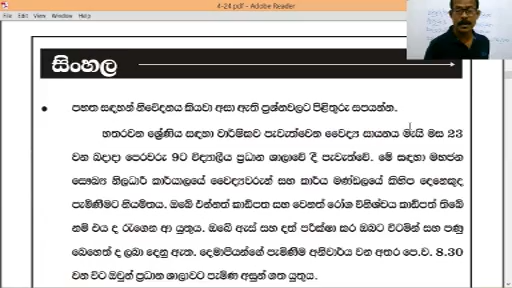 4-24.pdf - Adobe Reader
File Edit View Window Help
සිංහල
පහත සඳහන් නිවේදනය කියවා අසා ඇති ප්‍රශ්නවලට පිළිතුරු සපයන්න.
හතරවන ශ්‍රේණිය සඳහා වාර්ෂිකව පැවැත්වෙන වෛද්‍ය සායනය මැයි මස 23
වන බදාදා පෙරවරු 9ට විද්‍යාලීය ප්‍රධාන ශාලාවේ දී පැවැත්වේ. මේ සඳහා මහජන
සෞඛ්‍ය නිලධාරී කාර්යාලයේ වෛද්‍යවරුන් සහ කාර්ය මණ්ඩලයේ කිහිප දෙනෙකුද
පැමිණීමට නියමිතය. ඔබේ එන්නත් කාඩ්පත සහ වෙනත් රෝග විනිශ්චය කාඩ්පත් තිබේ
නම් එය ද රැගෙන ආ යුතුය. ඔබේ ඇස් සහ දත් පරීක්ෂා කර ඔබට විටමින් සහ පණු
බෙහෙත් ද ලබා දෙනු ඇත. දෙමාපියන්ගේ පැමිණීම අනිවාර්ය වන අතර පෙ.ව. 8.30
වන විට ඔවුන් ප්‍රධාන ශාලාවට පැමිණ අසුන් ගත යුතුය.